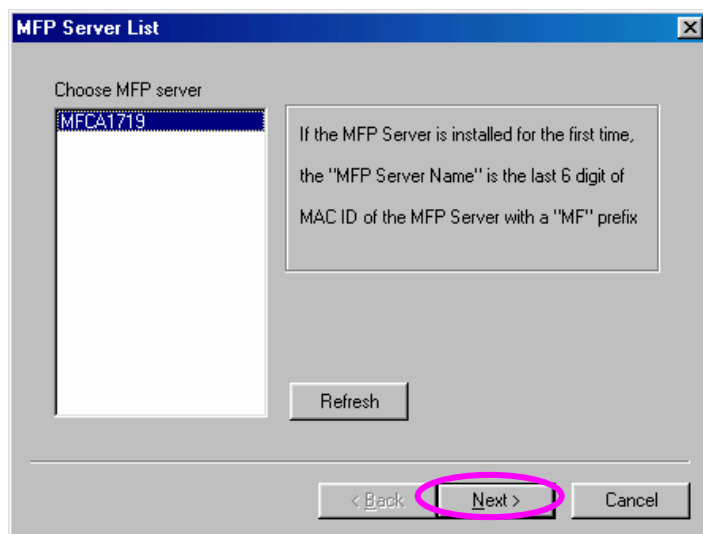 MFP Server List
Choose MFP server
MFCA1719
If the MFP Server is installed for the first time,
the "MFP Server Name" is the last 6 digit of
MAC ID of the MFP Server with a "MF" prefix
Refresh
< Back Next > Cancel